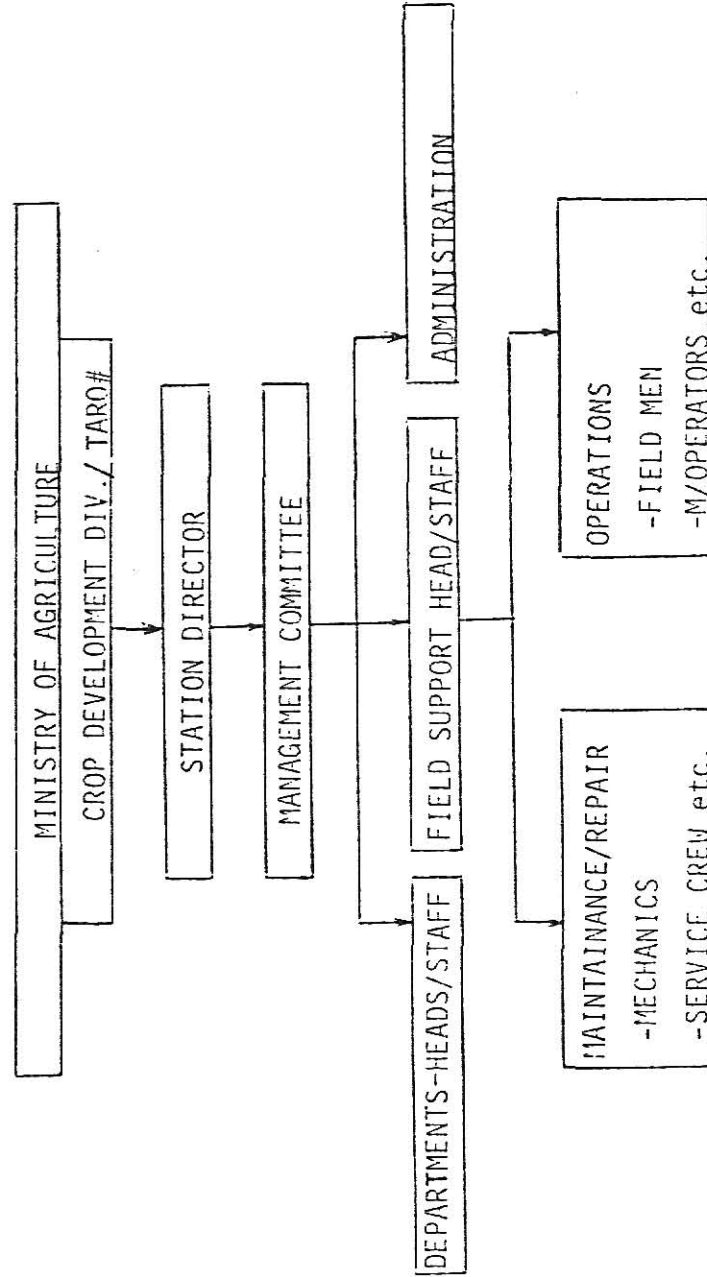 MINISTRY OF AGRICULTURE
CROP DEVELOPMENT DIV./ TARO#
STATION DIRECTOR
MANAGEMENT COMMITTEE
DEPARTMENTS-HEADS/STAFF
FIELD SUPPORT HEAD/STAFF
ADMINISTRATION
MAINTAINANCE/REPAIR
-MECHANICS
-SERVICE CREW etc.
OPERATIONS
-FIELD MEN
-M/OPERATORS etc.